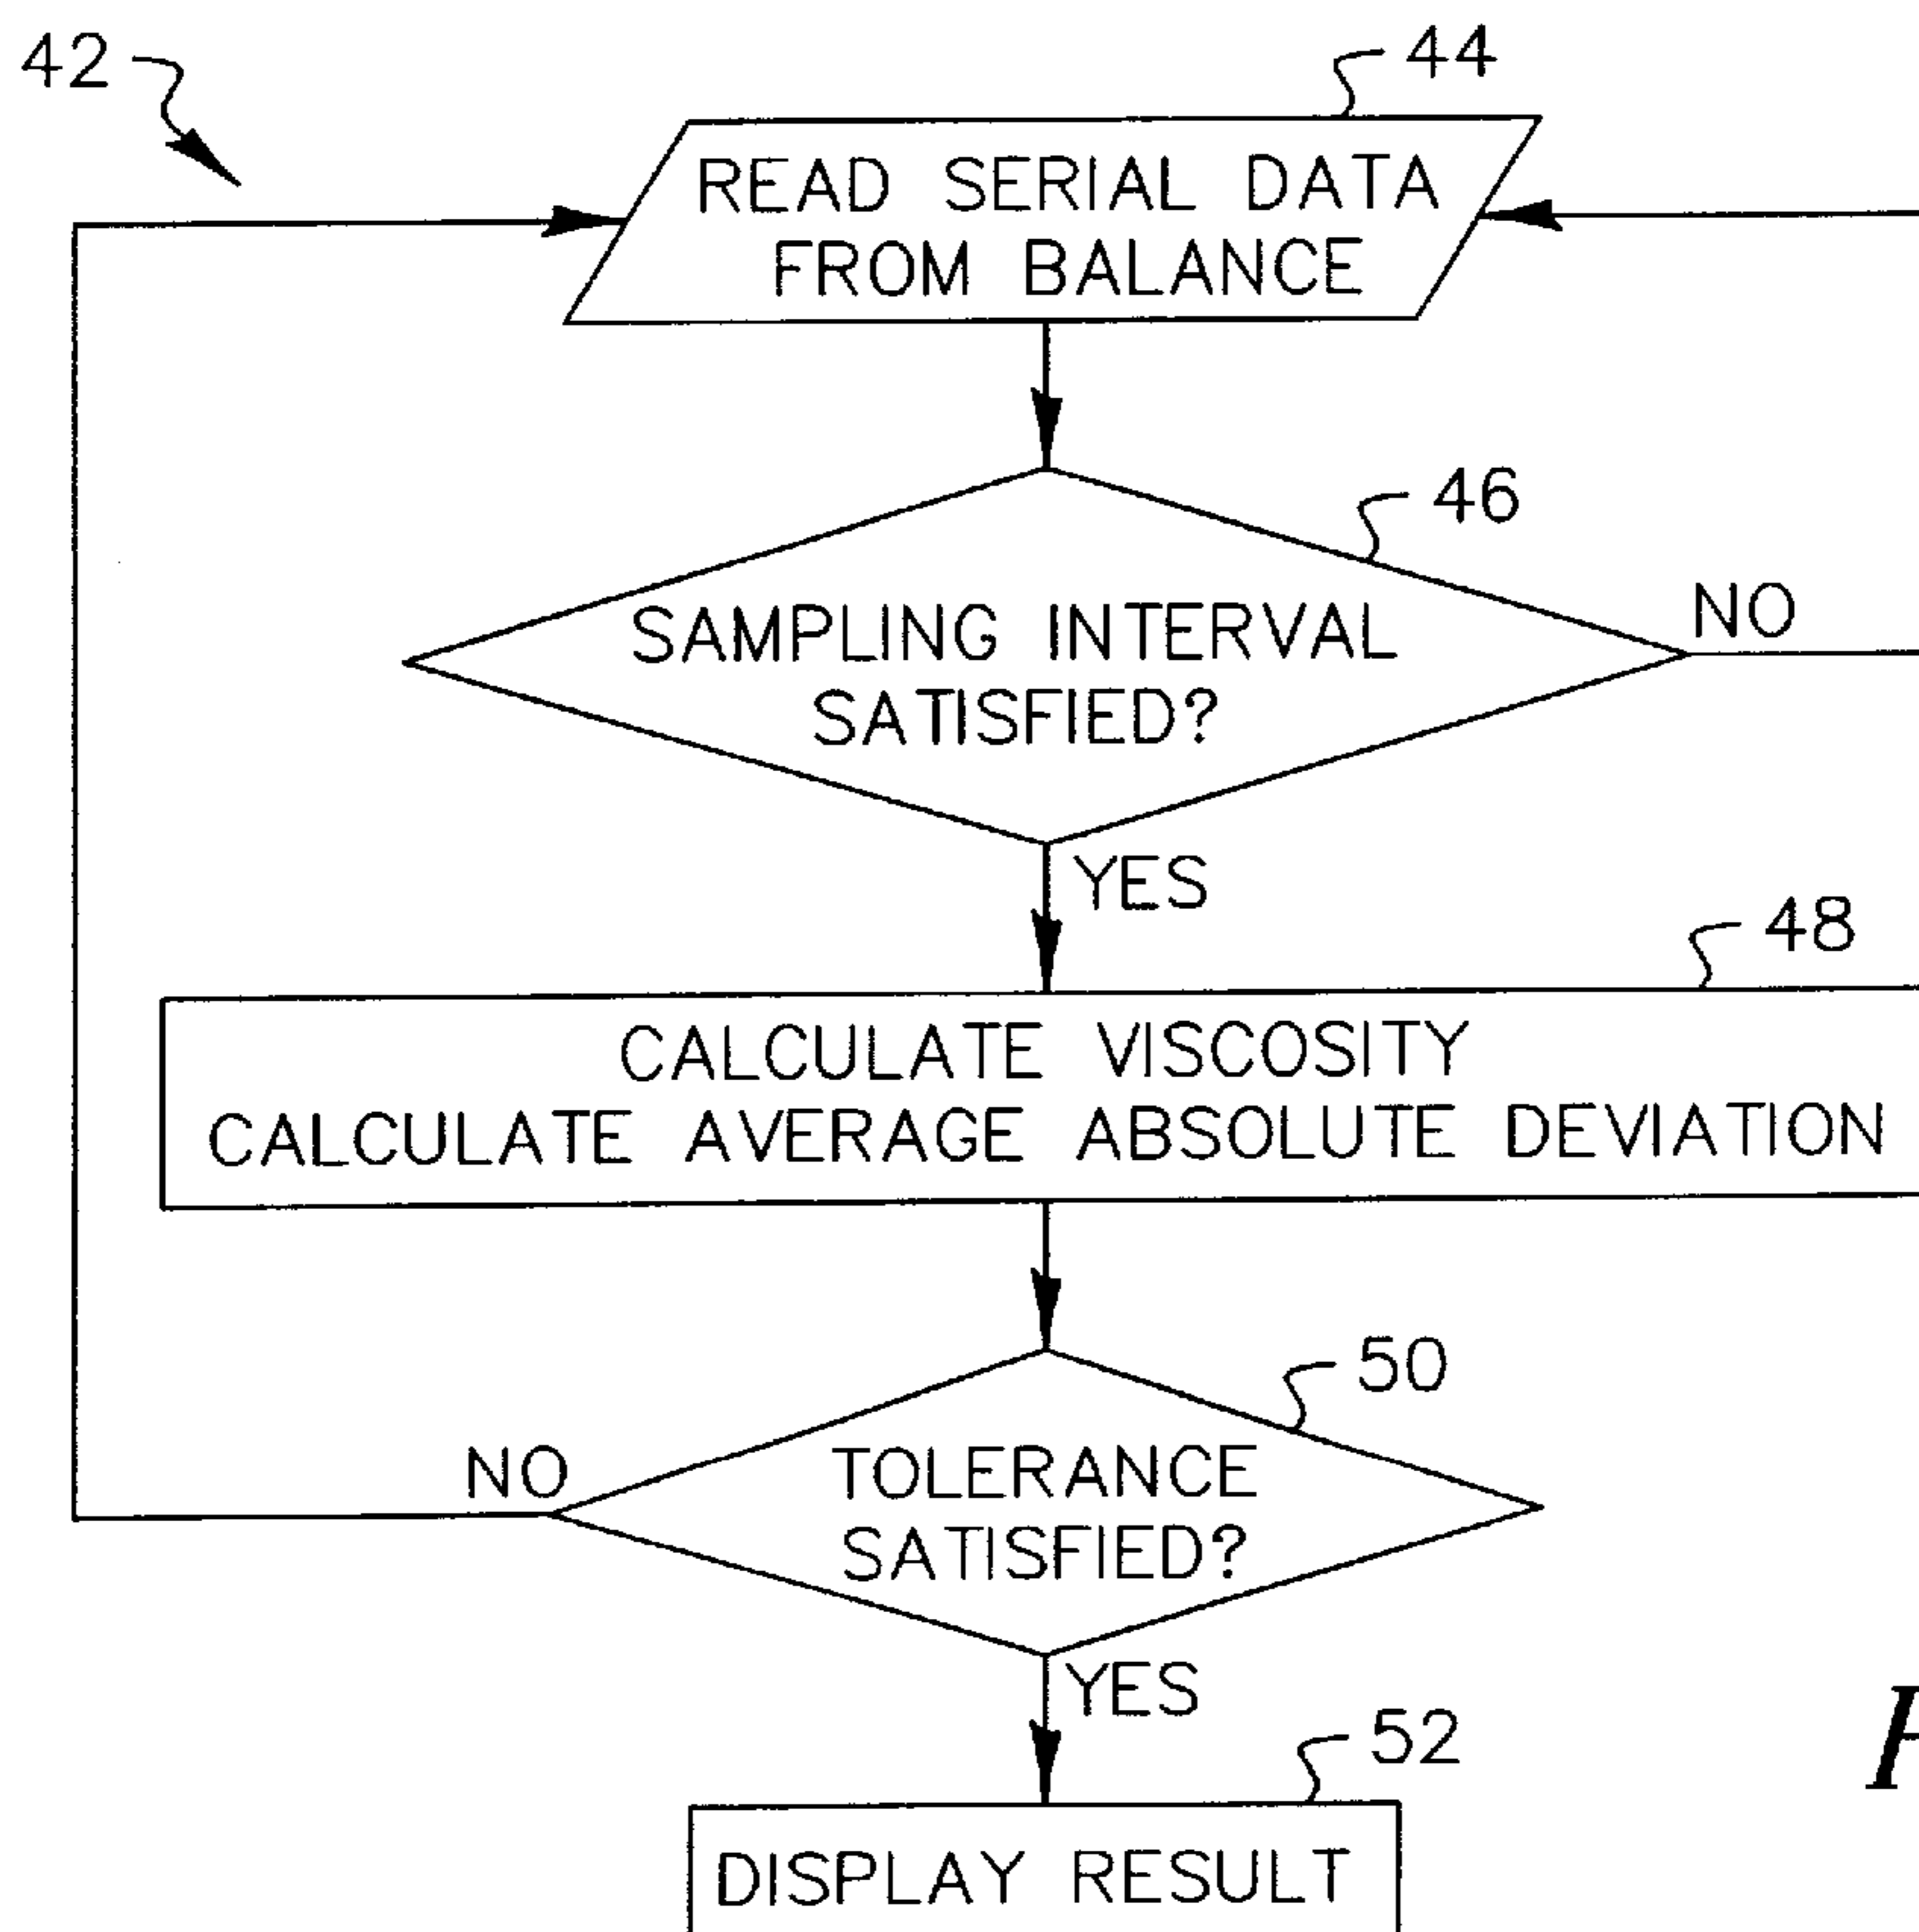 42
44
READ SERIAL DATA
FROM BALANCE
46
SAMPLING INTERVAL
SATISFIED?
NO
YES
48
CALCULATE VISCOSITY
CALCULATE AVERAGE ABSOLUTE DEVIATION
50
TOLERANCE
SATISFIED?
NO
YES
52
DISPLAY RESULT